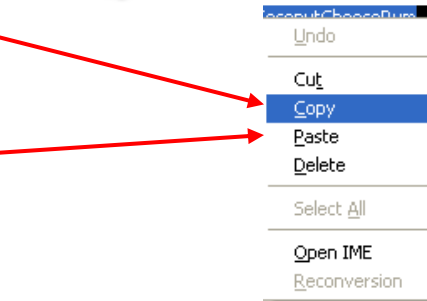 Undo
Cut
Copy
Paste
Delete
Select All
Open IME
Reconversion